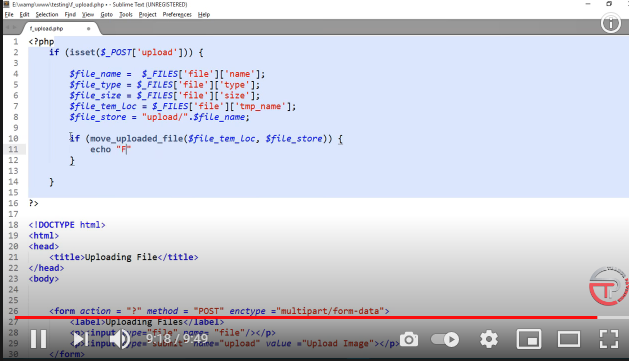 E:\wamp\www\testing\f_upload.php • - Sublime Text (UNREGISTERED)
File Edit Selection Find View Goto Tools Project Preferences Help
f_upload.php
1 <?php
2 if (isset($_POST['upload'])) {
3
4 $file_name = $_FILES['file']['name'];
5 $file_type = $_FILES['file']['type'];
6 $file_size = $_FILES['file']['size'];
7 $file_tem_loc = $_FILES['file']['tmp_name'];
8 $file_store = "upload/".$file_name;
9
10 if (move_uploaded_file($file_tem_loc, $file_store)) {
11 echo "F"
12 }
13
14 }
15
16 ?>
17
18 <!DOCTYPE html>
19 <html>
20 <head>
21 <title>Uploading File</title>
22 </head>
23 <body>
24
25
26 <form action = "?" method = "POST" enctype ="multipart/form-data">
27 <label>Uploading Files</label>
28 <p><input type="file" name= "file"/></p>
29 <p><input type="submit" name="upload" value ="Upload Image"></p>
30 </form>
9:18 / 9:49